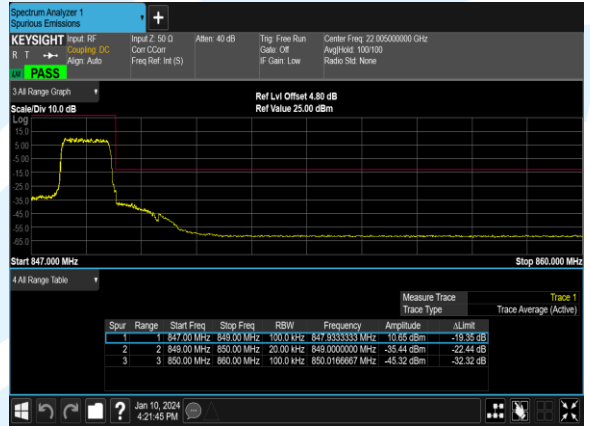 Spectrum Analyzer 1
Spurious Emissions
+
KEYSIGHT Input: RF Input Z: 50 Ω Atten: 40 dB Trig: Free Run Center Freq: 22.005000000 GHz
R T Coupling: DC Corr CCorr Gate: Off Avg|Hold: 100/100
Align: Auto Freq Ref: Int (S) IF Gain: Low Radio Std: None
PASS
3 All Range Graph
Ref Lvl Offset 4.80 dB
Scale/Div 10.0 dB Ref Value 25.00 dBm
Log
15.0
5.00
-5.00
-15.0
-25.0
-35.0
-45.0
-55.0
-65.0
Start 847.000 MHz Stop 860.000 MHz
4 All Range Table
Measure Trace Trace 1
Trace Type Trace Average (Active)
Spur Range Start Freq Stop Freq RBW Frequency Amplitude ΔLimit
1 1 847.00 MHz 849.00 MHz 100.0 kHz 847.9333333 MHz 10.65 dBm -19.35 dB
2 2 849.00 MHz 850.00 MHz 20.00 kHz 849.0000000 MHz -35.44 dBm -22.44 dB
3 3 850.00 MHz 860.00 MHz 100.0 kHz 850.0166667 MHz -45.32 dBm -32.32 dB
? Jan 10, 2024
4:21:45 PM